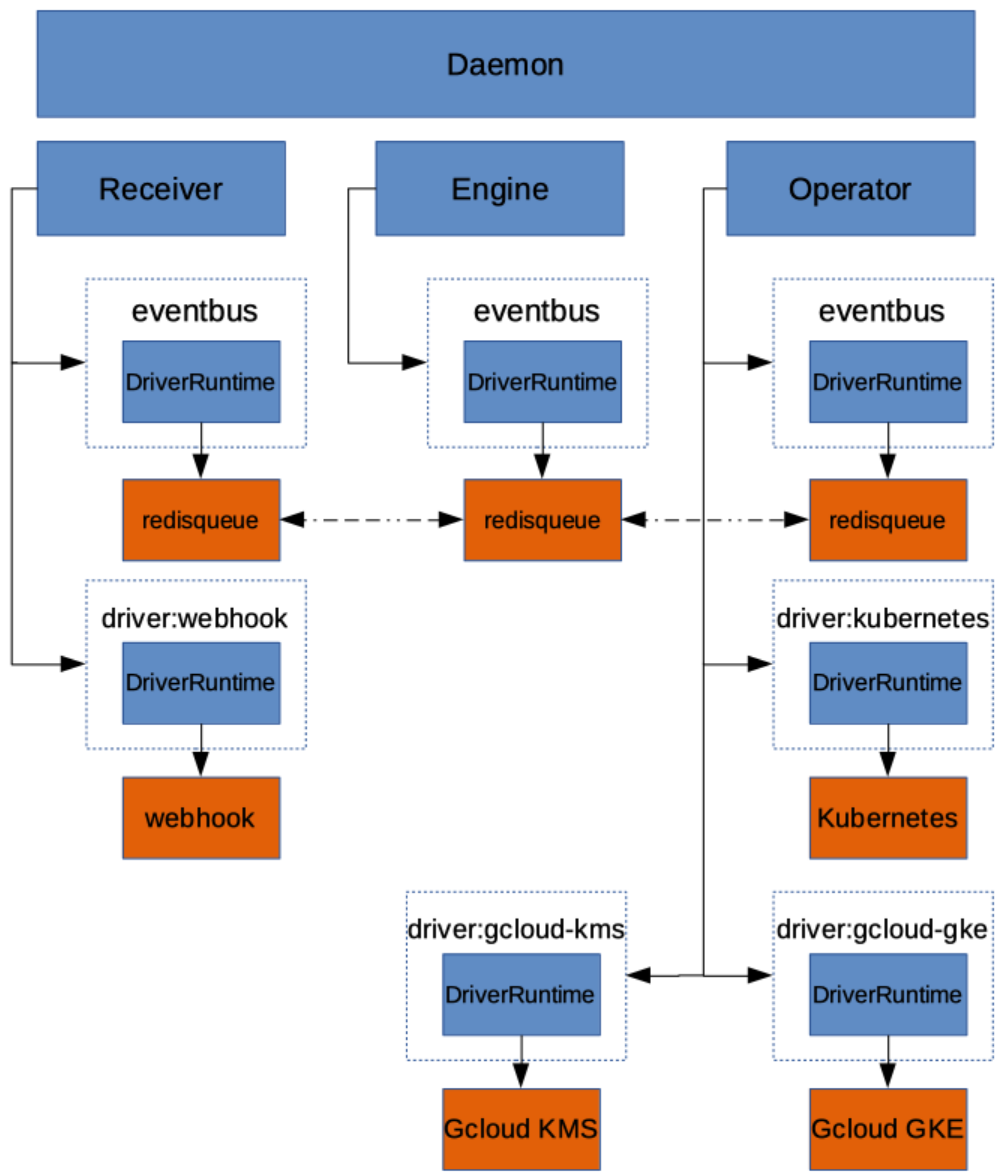 Daemon
Receiver
Engine
Operator
eventbus
eventbus
eventbus
DriverRuntime
DriverRuntime
DriverRuntime
redisqueue
redisqueue
redisqueue
driver:webhook
driver:kubernetes
DriverRuntime
DriverRuntime
webhook
Kubernetes
driver:gcloud-kms
driver:gcloud-gke
DriverRuntime
DriverRuntime
Gcloud KMS
Gcloud GKE